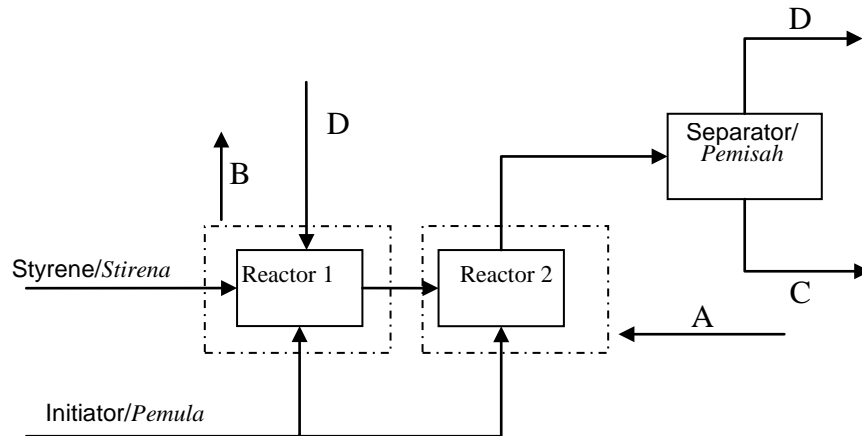 D
Separator/
Pemisah
D
B
Styrene/Stirena
Reactor 1
Reactor 2
C
A
Initiator/Pemula